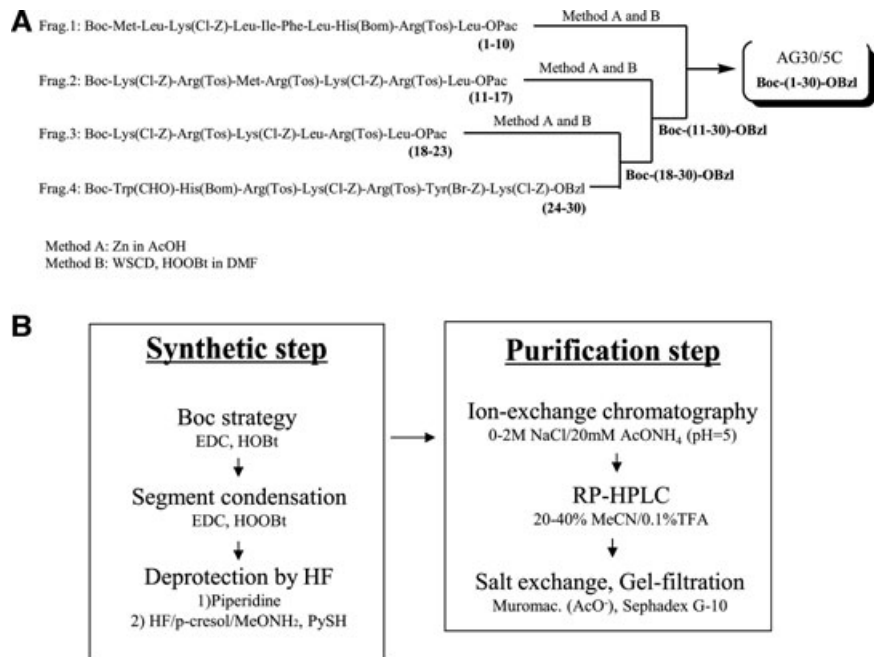 A
Frag.1: Boc-Met-Leu-Lys(Cl-Z)-Leu-Ile-Phe-Leu-His(Bom)-Arg(Tos)-Leu-OPac
(1-10)
Method A and B
Frag.2: Boc-Lys(Cl-Z)-Arg(Tos)-Met-Arg(Tos)-Lys(Cl-Z)-Arg(Tos)-Leu-OPac
(11-17)
Method A and B
Frag.3: Boc-Lys(Cl-Z)-Arg(Tos)-Lys(Cl-Z)-Leu-Arg(Tos)-Leu-OPac
(18-23)
Method A and B
Frag.4: Boc-Trp(CHO)-His(Bom)-Arg(Tos)-Lys(Cl-Z)-Arg(Tos)-Tyr(Br-Z)-Lys(Cl-Z)-OBzl
(24-30)
Boc-(18-30)-OBzl
Boc-(11-30)-OBzl
AG30/5C
Boc-(1-30)-OBzl
Method A: Zn in AcOH
Method B: WSCD, HOOBt in DMF
B
Synthetic step
Boc strategy
EDC, HOBt
Segment condensation
EDC, HOOBt
Deprotection by HF
1)Piperidine
2) HF/p-cresol/MeONH₂, PySH
Purification step
Ion-exchange chromatography
0-2M NaCl/20mM AcONH₄ (pH=5)
RP-HPLC
20-40% MeCN/0.1%TFA
Salt exchange, Gel-filtration
Muromac. (AcO⁻), Sephadex G-10